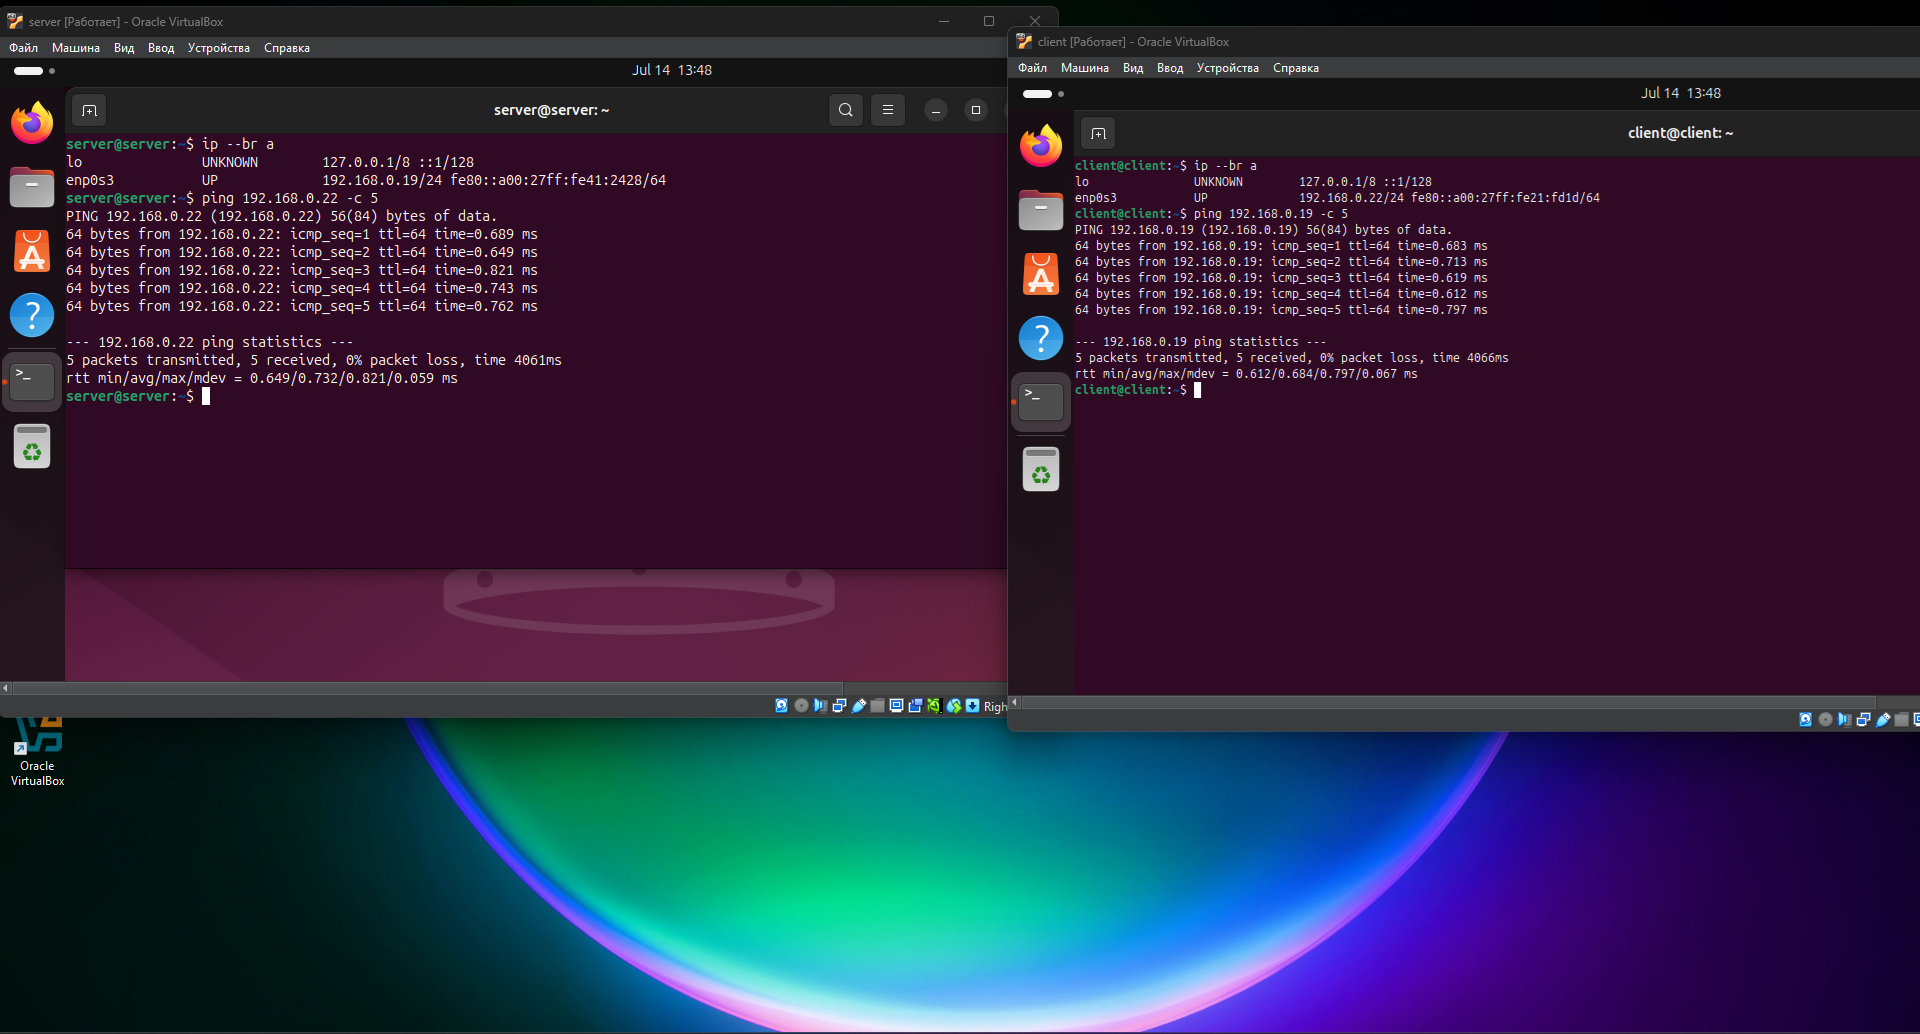 server [Работает] - Oracle VirtualBox
Файл Машина Вид Ввод Устройства Справка
Jul 14 13:48
server@server: ~
server@server:~$ ip --br a
lo UNKNOWN 127.0.0.1/8 ::1/128
enp0s3 UP 192.168.0.19/24 fe80::a00:27ff:fe41:2428/64
server@server:~$ ping 192.168.0.22 -c 5
PING 192.168.0.22 (192.168.0.22) 56(84) bytes of data.
64 bytes from 192.168.0.22: icmp_seq=1 ttl=64 time=0.689 ms
64 bytes from 192.168.0.22: icmp_seq=2 ttl=64 time=0.649 ms
64 bytes from 192.168.0.22: icmp_seq=3 ttl=64 time=0.821 ms
64 bytes from 192.168.0.22: icmp_seq=4 ttl=64 time=0.743 ms
64 bytes from 192.168.0.22: icmp_seq=5 ttl=64 time=0.762 ms
--- 192.168.0.22 ping statistics ---
5 packets transmitted, 5 received, 0% packet loss, time 4061ms
rtt min/avg/max/mdev = 0.649/0.732/0.821/0.059 ms
server@server:~$
Righ
client [Работает] - Oracle VirtualBox
Файл Машина Вид Ввод Устройства Справка
Jul 14 13:48
client@client: ~
client@client:~$ ip --br a
lo UNKNOWN 127.0.0.1/8 ::1/128
enp0s3 UP 192.168.0.22/24 fe80::a00:27ff:fe21:fd1d/64
client@client:~$ ping 192.168.0.19 -c 5
PING 192.168.0.19 (192.168.0.19) 56(84) bytes of data.
64 bytes from 192.168.0.19: icmp_seq=1 ttl=64 time=0.683 ms
64 bytes from 192.168.0.19: icmp_seq=2 ttl=64 time=0.713 ms
64 bytes from 192.168.0.19: icmp_seq=3 ttl=64 time=0.619 ms
64 bytes from 192.168.0.19: icmp_seq=4 ttl=64 time=0.612 ms
64 bytes from 192.168.0.19: icmp_seq=5 ttl=64 time=0.797 ms
--- 192.168.0.19 ping statistics ---
5 packets transmitted, 5 received, 0% packet loss, time 4066ms
rtt min/avg/max/mdev = 0.612/0.684/0.797/0.067 ms
client@client:~$
Oracle
VirtualBox